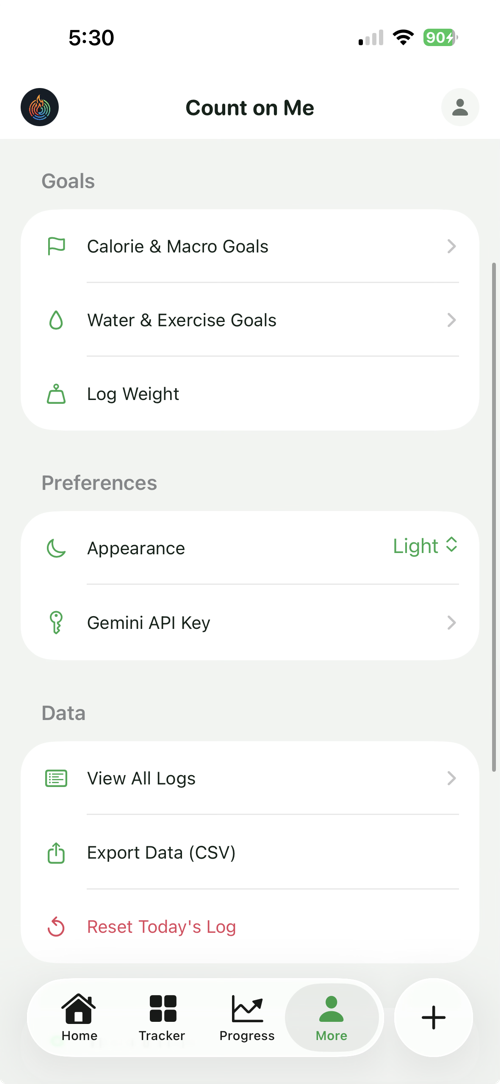 5:30
90
Count on Me
Goals
Calorie & Macro Goals
Water & Exercise Goals
Log Weight
Preferences
Appearance
Light
Gemini API Key
Data
View All Logs
Export Data (CSV)
Reset Today's Log
Home
Tracker
Progress
More